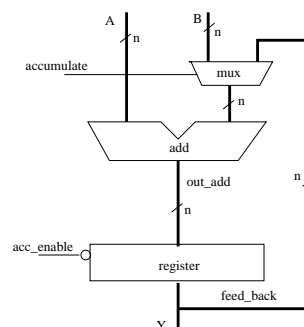 A
B
n
n
accumulate
mux
n
add
out_add
n
n
acc_enable
register
feed_back
Y